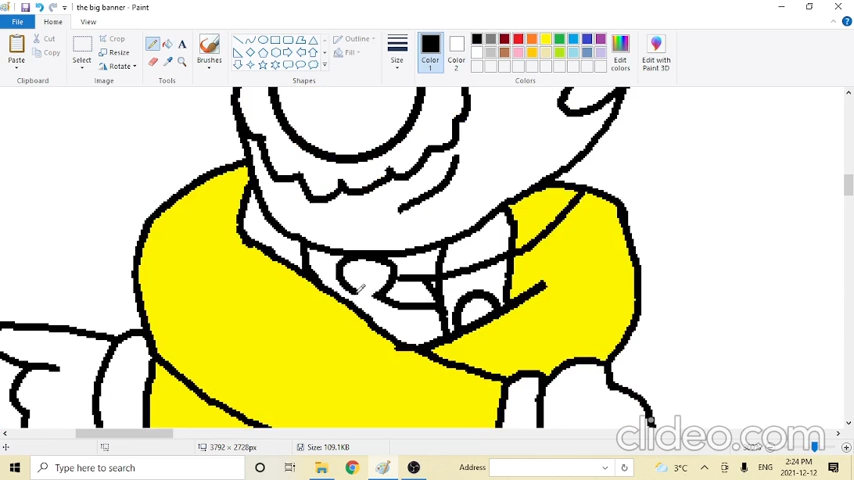 the big banner - Paint
File Home View
Paste
Cut
Copy
Clipboard
Select
Crop
Resize
Rotate
Image
Tools
A
Brushes
Outline
Fill
Shapes
Size
Color 1
Color 2
Edit colors
Edit with Paint 3D
Colors
clideo.com
3792 × 2728px
Size: 109.1KB
Type here to search
Address
3°C
ENG
2:24 PM
2021-12-12